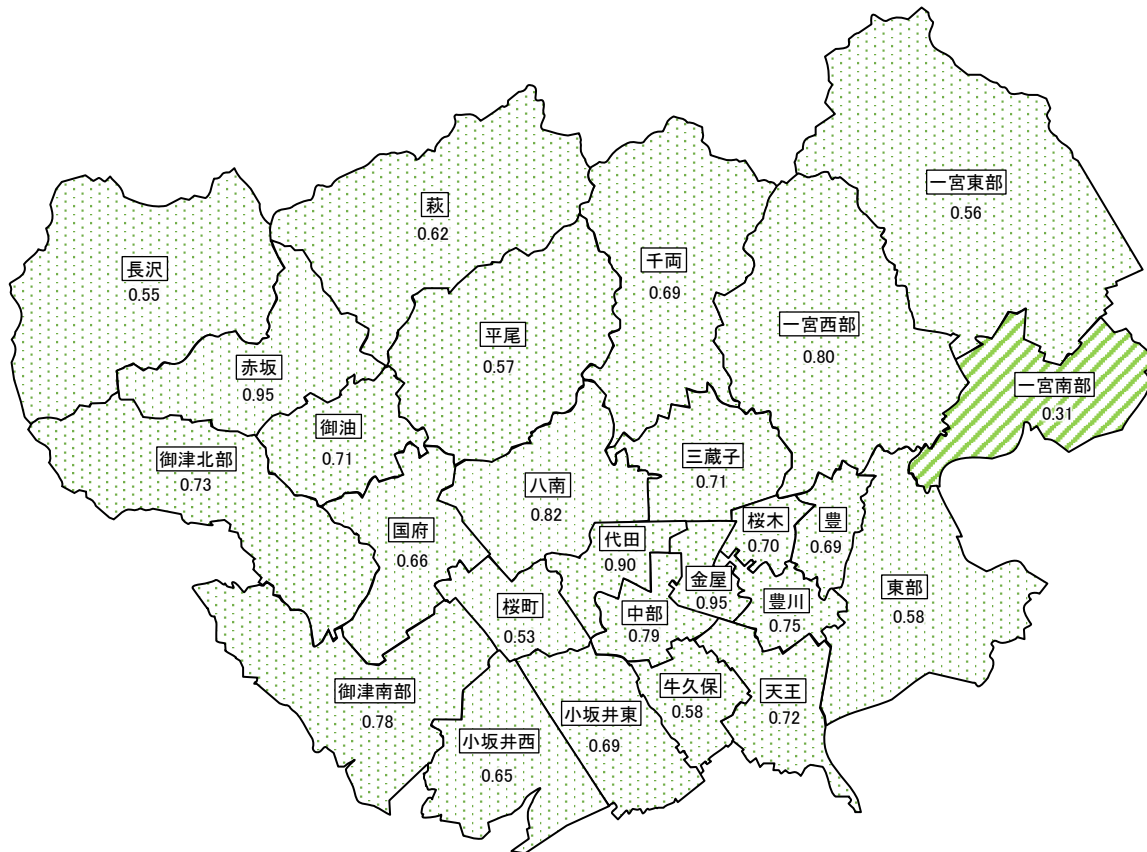 一宮東部
0.56
萩
0.62
長沢
0.55
千両
0.69
平尾
0.57
一宮西部
0.80
赤坂
0.95
一宮南部
0.31
御油
0.71
御津北部
0.73
三蔵子
0.71
八南
0.82
国府
0.66
桜木
0.70
豊
0.69
代田
0.90
金屋
0.95
東部
0.58
桜町
0.53
中部
0.79
豊川
0.75
御津南部
0.78
牛久保
0.58
天王
0.72
小坂井東
0.69
小坂井西
0.65